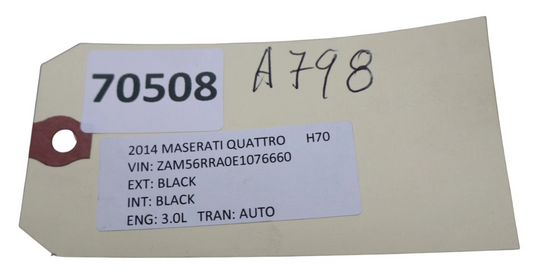 70508
A798
2014 MASERATI QUATTRO H70
VIN: ZAM56RRA0E1076660
EXT: BLACK
INT: BLACK
ENG: 3.0L TRAN: AUTO